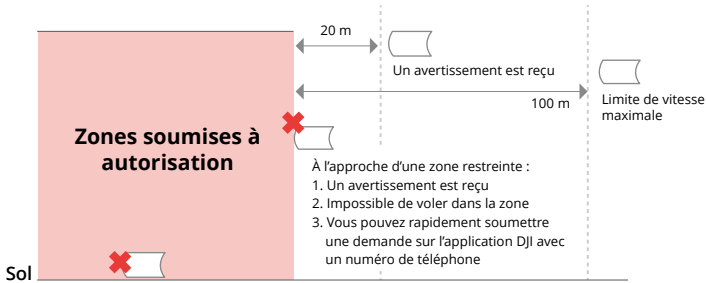 20 m
Un avertissement est reçu
100 m
Limite de vitesse
maximale
Zones soumises à
autorisation
À l’approche d’une zone restreinte :
1. Un avertissement est reçu
2. Impossible de voler dans la zone
3. Vous pouvez rapidement soumettre
une demande sur l’application DJI avec
un numéro de téléphone
Sol